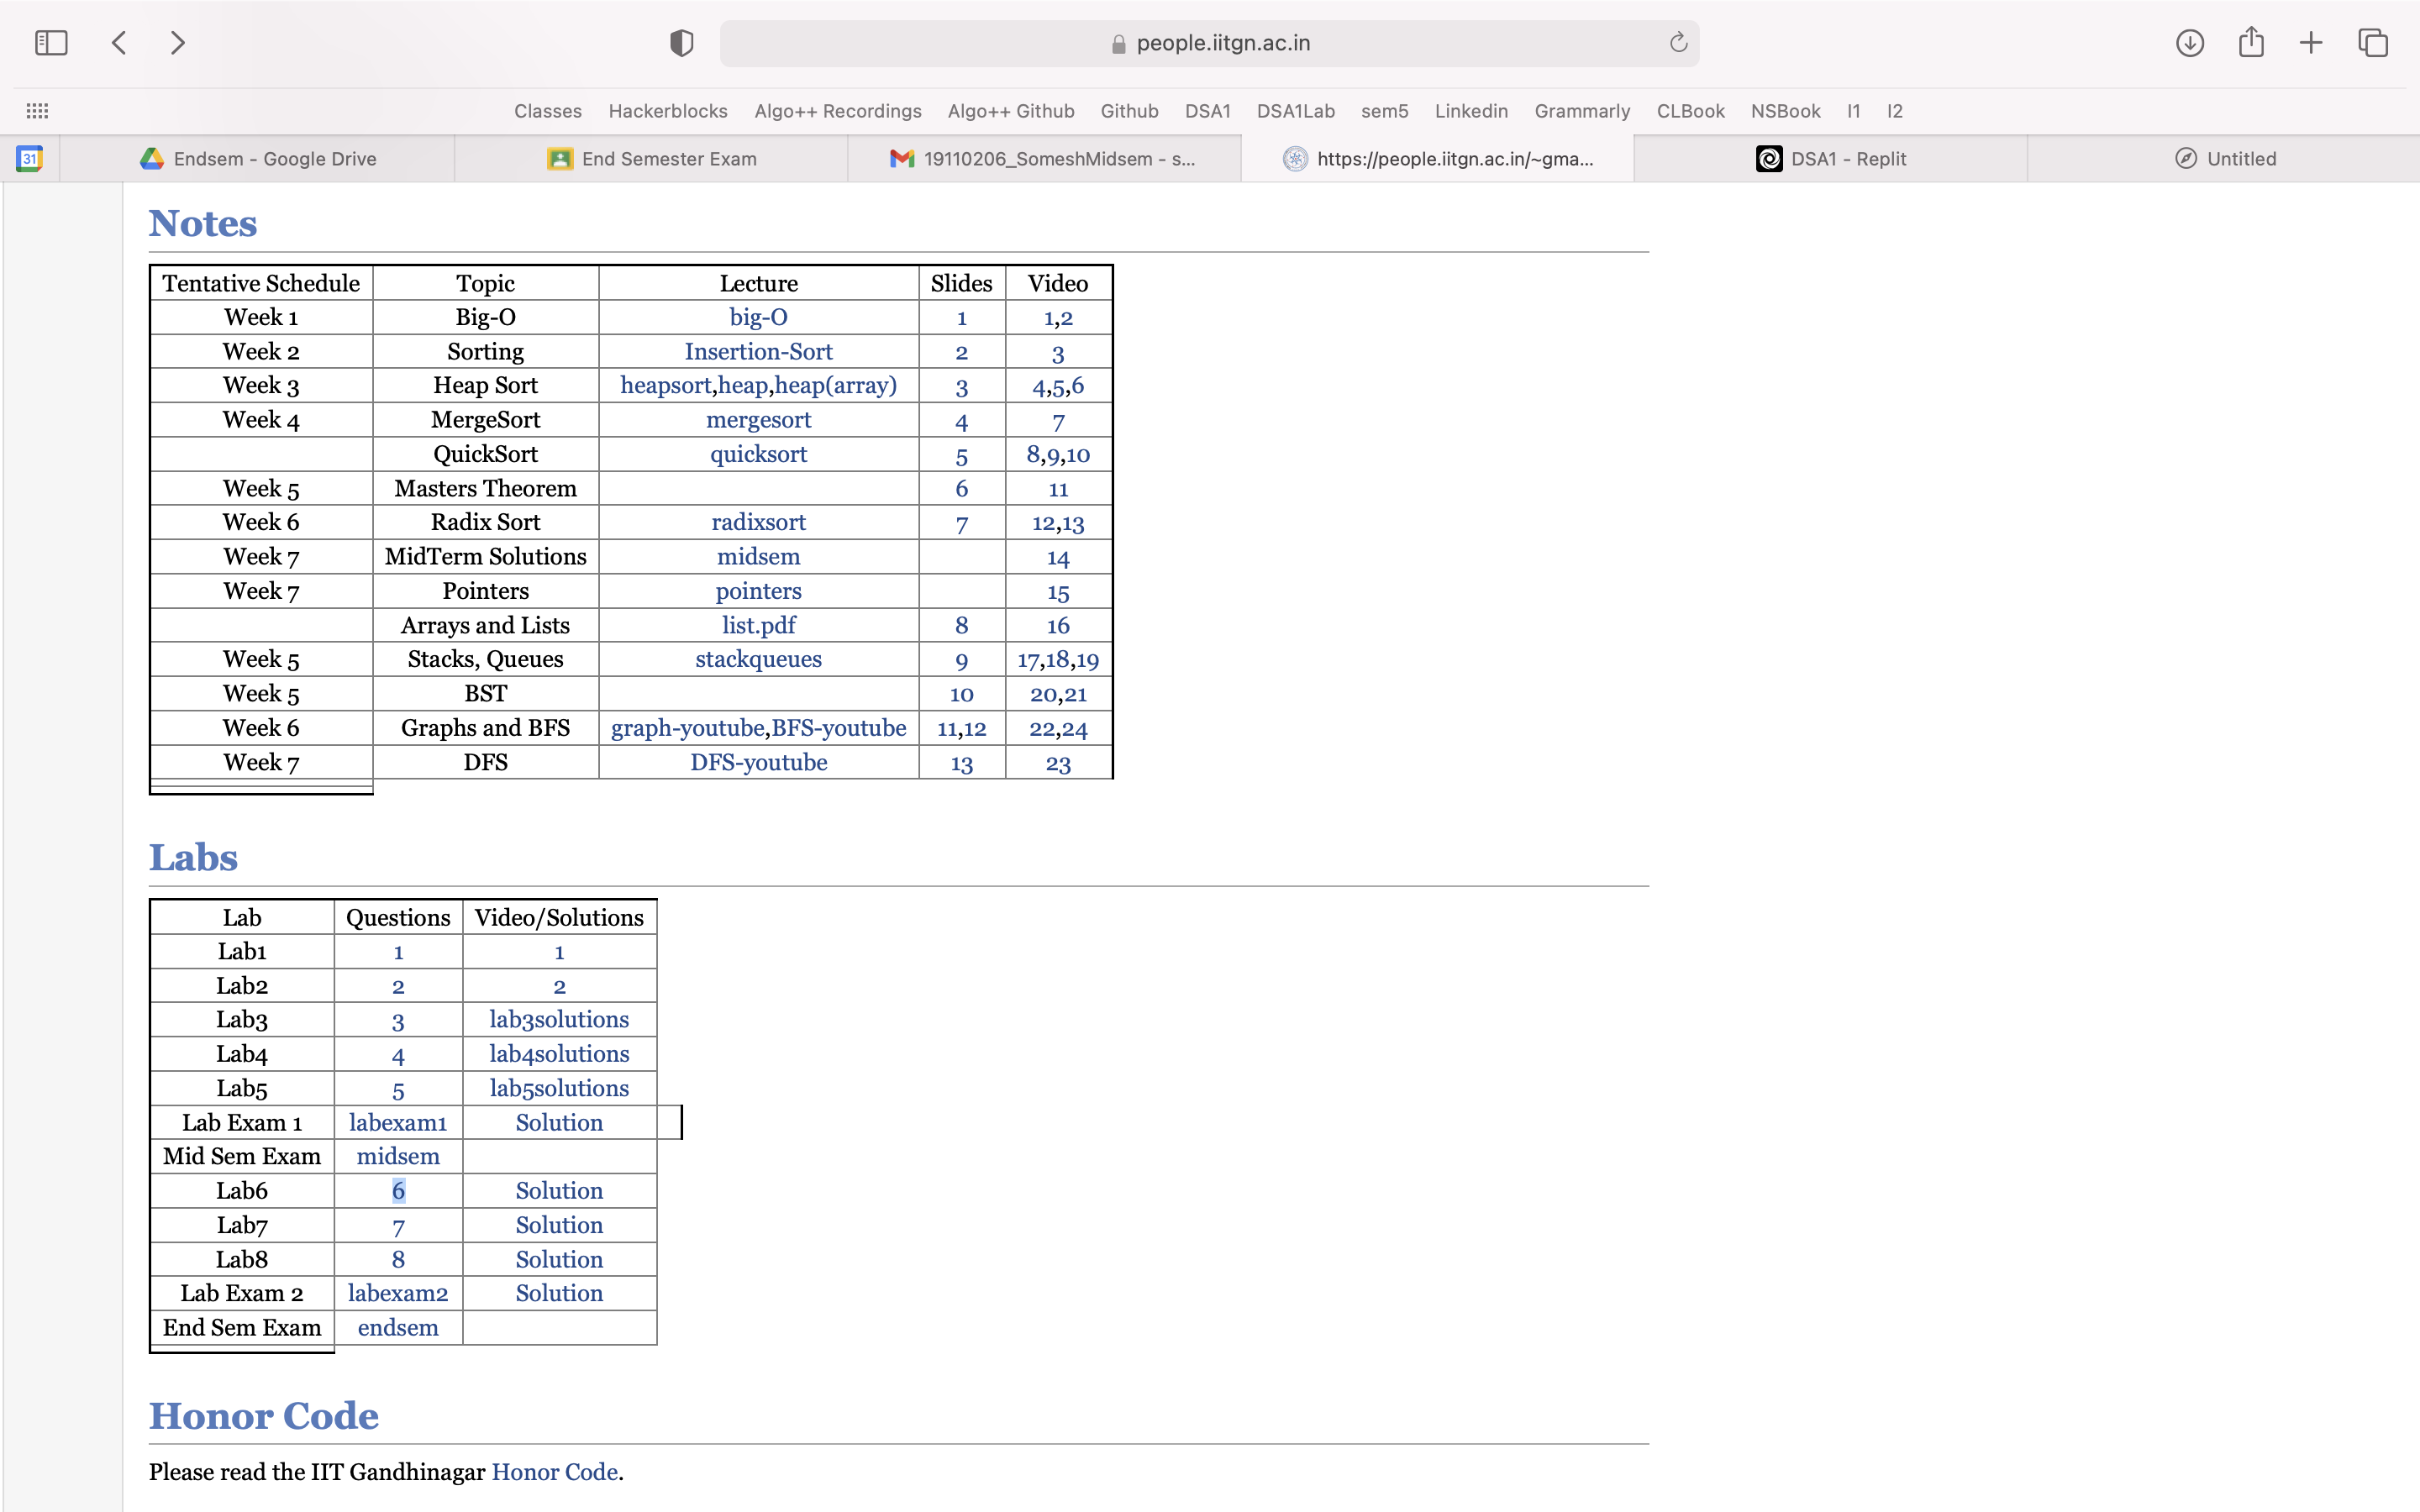 people.iitgn.ac.in
Classes Hackerblocks Algo++ Recordings Algo++ Github Github DSA1 DSA1Lab sem5 Linkedin Grammarly CLBook NSBook I1 I2
31 Endsem - Google Drive End Semester Exam 19110206_SomeshMidsem - s... https://people.iitgn.ac.in/~gma... DSA1 - Replit Untitled
Notes
Tentative Schedule Topic Lecture Slides Video
Week 1 Big-O big-O 1 1,2
Week 2 Sorting Insertion-Sort 2 3
Week 3 Heap Sort heapsort,heap,heap(array) 3 4,5,6
Week 4 MergeSort mergesort 4 7
QuickSort quicksort 5 8,9,10
Week 5 Masters Theorem 6 11
Week 6 Radix Sort radixsort 7 12,13
Week 7 MidTerm Solutions midsem 14
Week 7 Pointers pointers 15
Arrays and Lists list.pdf 8 16
Week 5 Stacks, Queues stackqueues 9 17,18,19
Week 5 BST 10 20,21
Week 6 Graphs and BFS graph-youtube,BFS-youtube 11,12 22,24
Week 7 DFS DFS-youtube 13 23
Labs
Lab Questions Video/Solutions
Lab1 1 1
Lab2 2 2
Lab3 3 lab3solutions
Lab4 4 lab4solutions
Lab5 5 lab5solutions
Lab Exam 1 labexam1 Solution
Mid Sem Exam midsem
Lab6 6 Solution
Lab7 7 Solution
Lab8 8 Solution
Lab Exam 2 labexam2 Solution
End Sem Exam endsem
Honor Code
Please read the IIT Gandhinagar Honor Code.